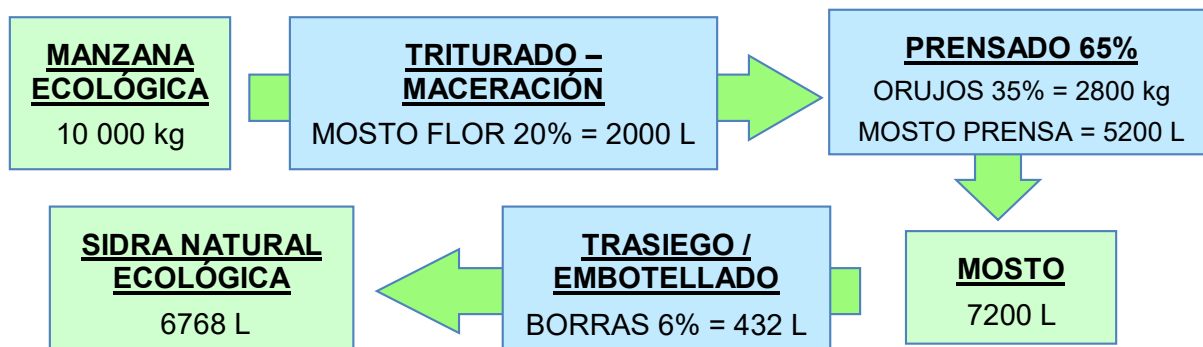 MANZANA
ECOLÓGICA
10 000 kg
TRITURADO –
MACERACIÓN
MOSTO FLOR 20% = 2000 L
PRENSADO 65%
ORUJOS 35% = 2800 kg
MOSTO PRENSA = 5200 L
MOSTO
7200 L
TRASIEGO /
EMBOTELLADO
BORRAS 6% = 432 L
SIDRA NATURAL
ECOLÓGICA
6768 L